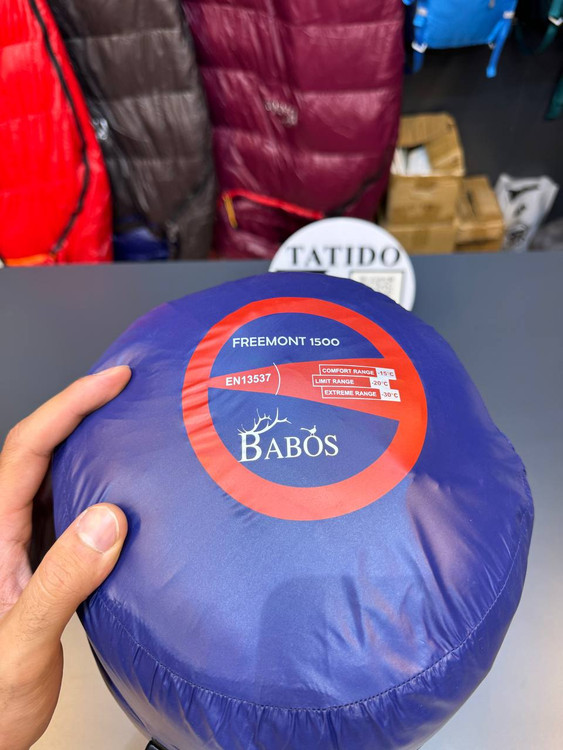 TATIDO
FREEMONT 1500
EN13537
COMFORT RANGE -15°C
LIMIT RANGE -20°C
EXTREME RANGE -30°C
BABOS